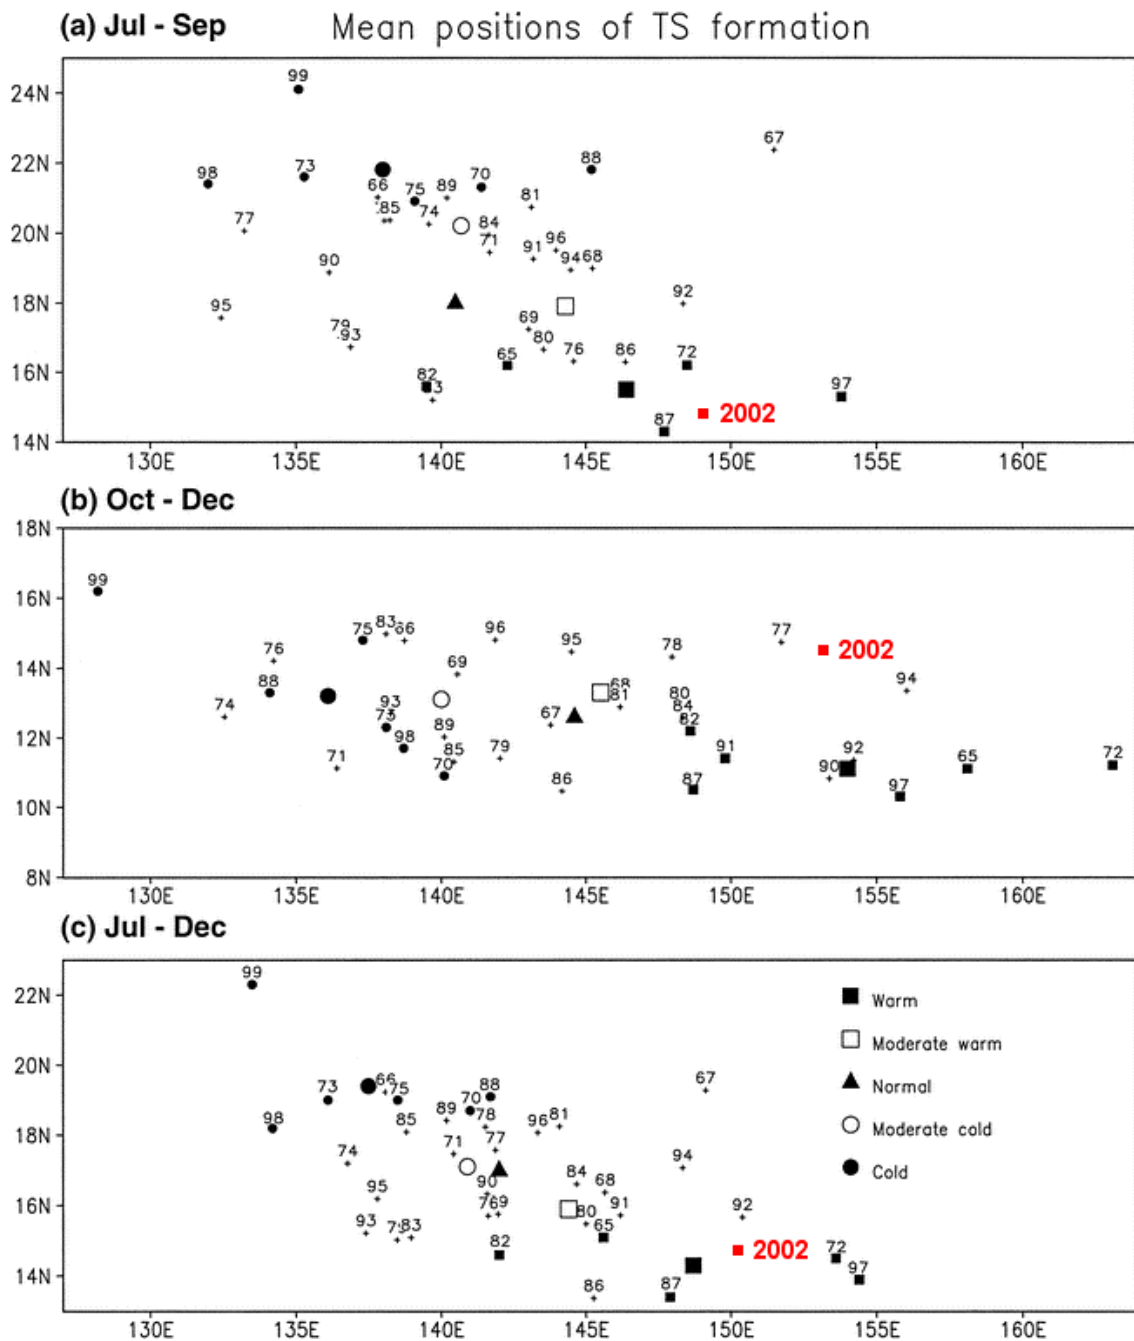 (a) Jul - Sep Mean positions of TS formation
99
24N
67
22N 98 73 88
66 75 89 70 81
85 74 84
20N 77 71 91 96
90 94 68
18N 95 92
79 69
93 80
16N 82 65 76 86 72
97
2002
14N 87
130E 135E 140E 145E 150E 155E 160E
(b) Oct - Dec
18N
99
16N
75 83 66 96 95 78 77 2002
14N 76 69
88 68 94
74 93 67 81 80
84
12N 73 98 89 82
71 85 79 91 92 65 72
70 86 87 90 97
10N
8N
130E 135E 140E 145E 150E 155E 160E
(c) Jul - Dec
99
22N
Warm
Moderate warm
20N
73 66 75 70 88 67 Normal
98 85 89 78 96 81
18N Moderate cold
74 71 77 94
Cold
95 90 84 68
16N 69 80 91 92
93 83 82 65 2002 72
14N 97
86 87
130E 135E 140E 145E 150E 155E 160E